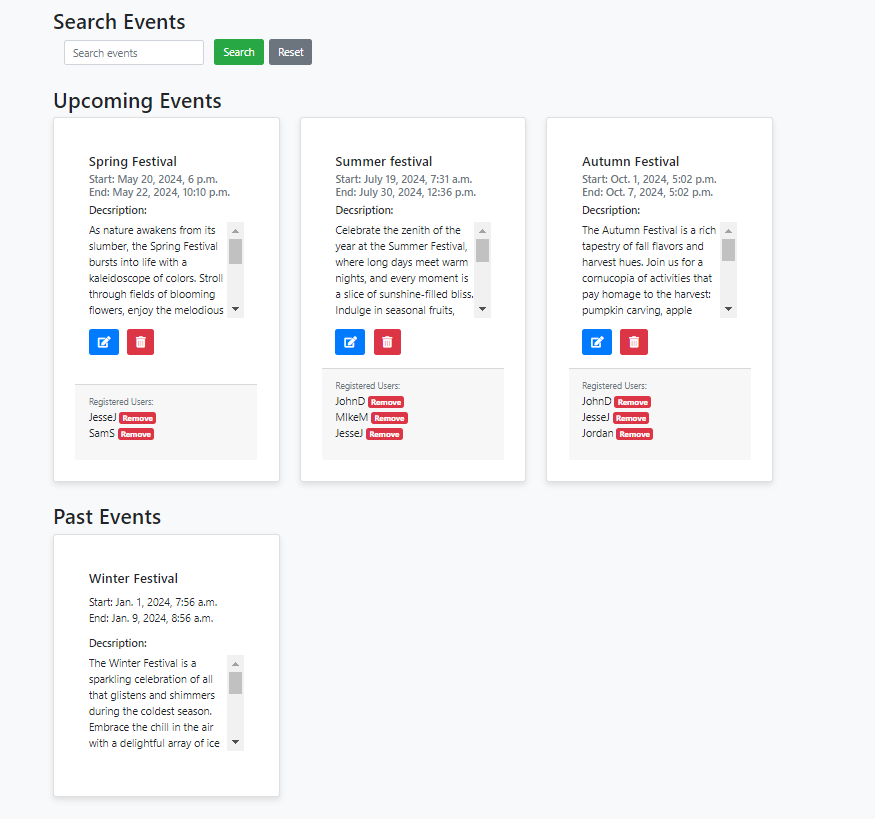 Search Events
Search events
Search
Reset
Upcoming Events
Spring Festival
Start: May 20, 2024, 6 p.m.
End: May 22, 2024, 10:10 p.m.
Decsription:
As nature awakens from its
slumber, the Spring Festival
bursts into life with a
kaleidoscope of colors. Stroll
through fields of blooming
flowers, enjoy the melodious
Registered Users:
JesseJ Remove
SamS Remove
Summer festival
Start: July 19, 2024, 7:31 a.m.
End: July 30, 2024, 12:36 p.m.
Decsription:
Celebrate the zenith of the
year at the Summer Festival,
where long days meet warm
nights, and every moment is
a slice of sunshine-filled bliss.
Indulge in seasonal fruits,
Registered Users:
JohnD Remove
MIkeM Remove
JesseJ Remove
Autumn Festival
Start: Oct. 1, 2024, 5:02 p.m.
End: Oct. 7, 2024, 5:02 p.m.
Decsription:
The Autumn Festival is a rich
tapestry of fall flavors and
harvest hues. Join us for a
cornucopia of activities that
pay homage to the harvest:
pumpkin carving, apple
Registered Users:
JohnD Remove
JesseJ Remove
Jordan Remove
Past Events
Winter Festival
Start: Jan. 1, 2024, 7:56 a.m.
End: Jan. 9, 2024, 8:56 a.m.
Decsription:
The Winter Festival is a
sparkling celebration of all
that glistens and shimmers
during the coldest season.
Embrace the chill in the air
with a delightful array of ice